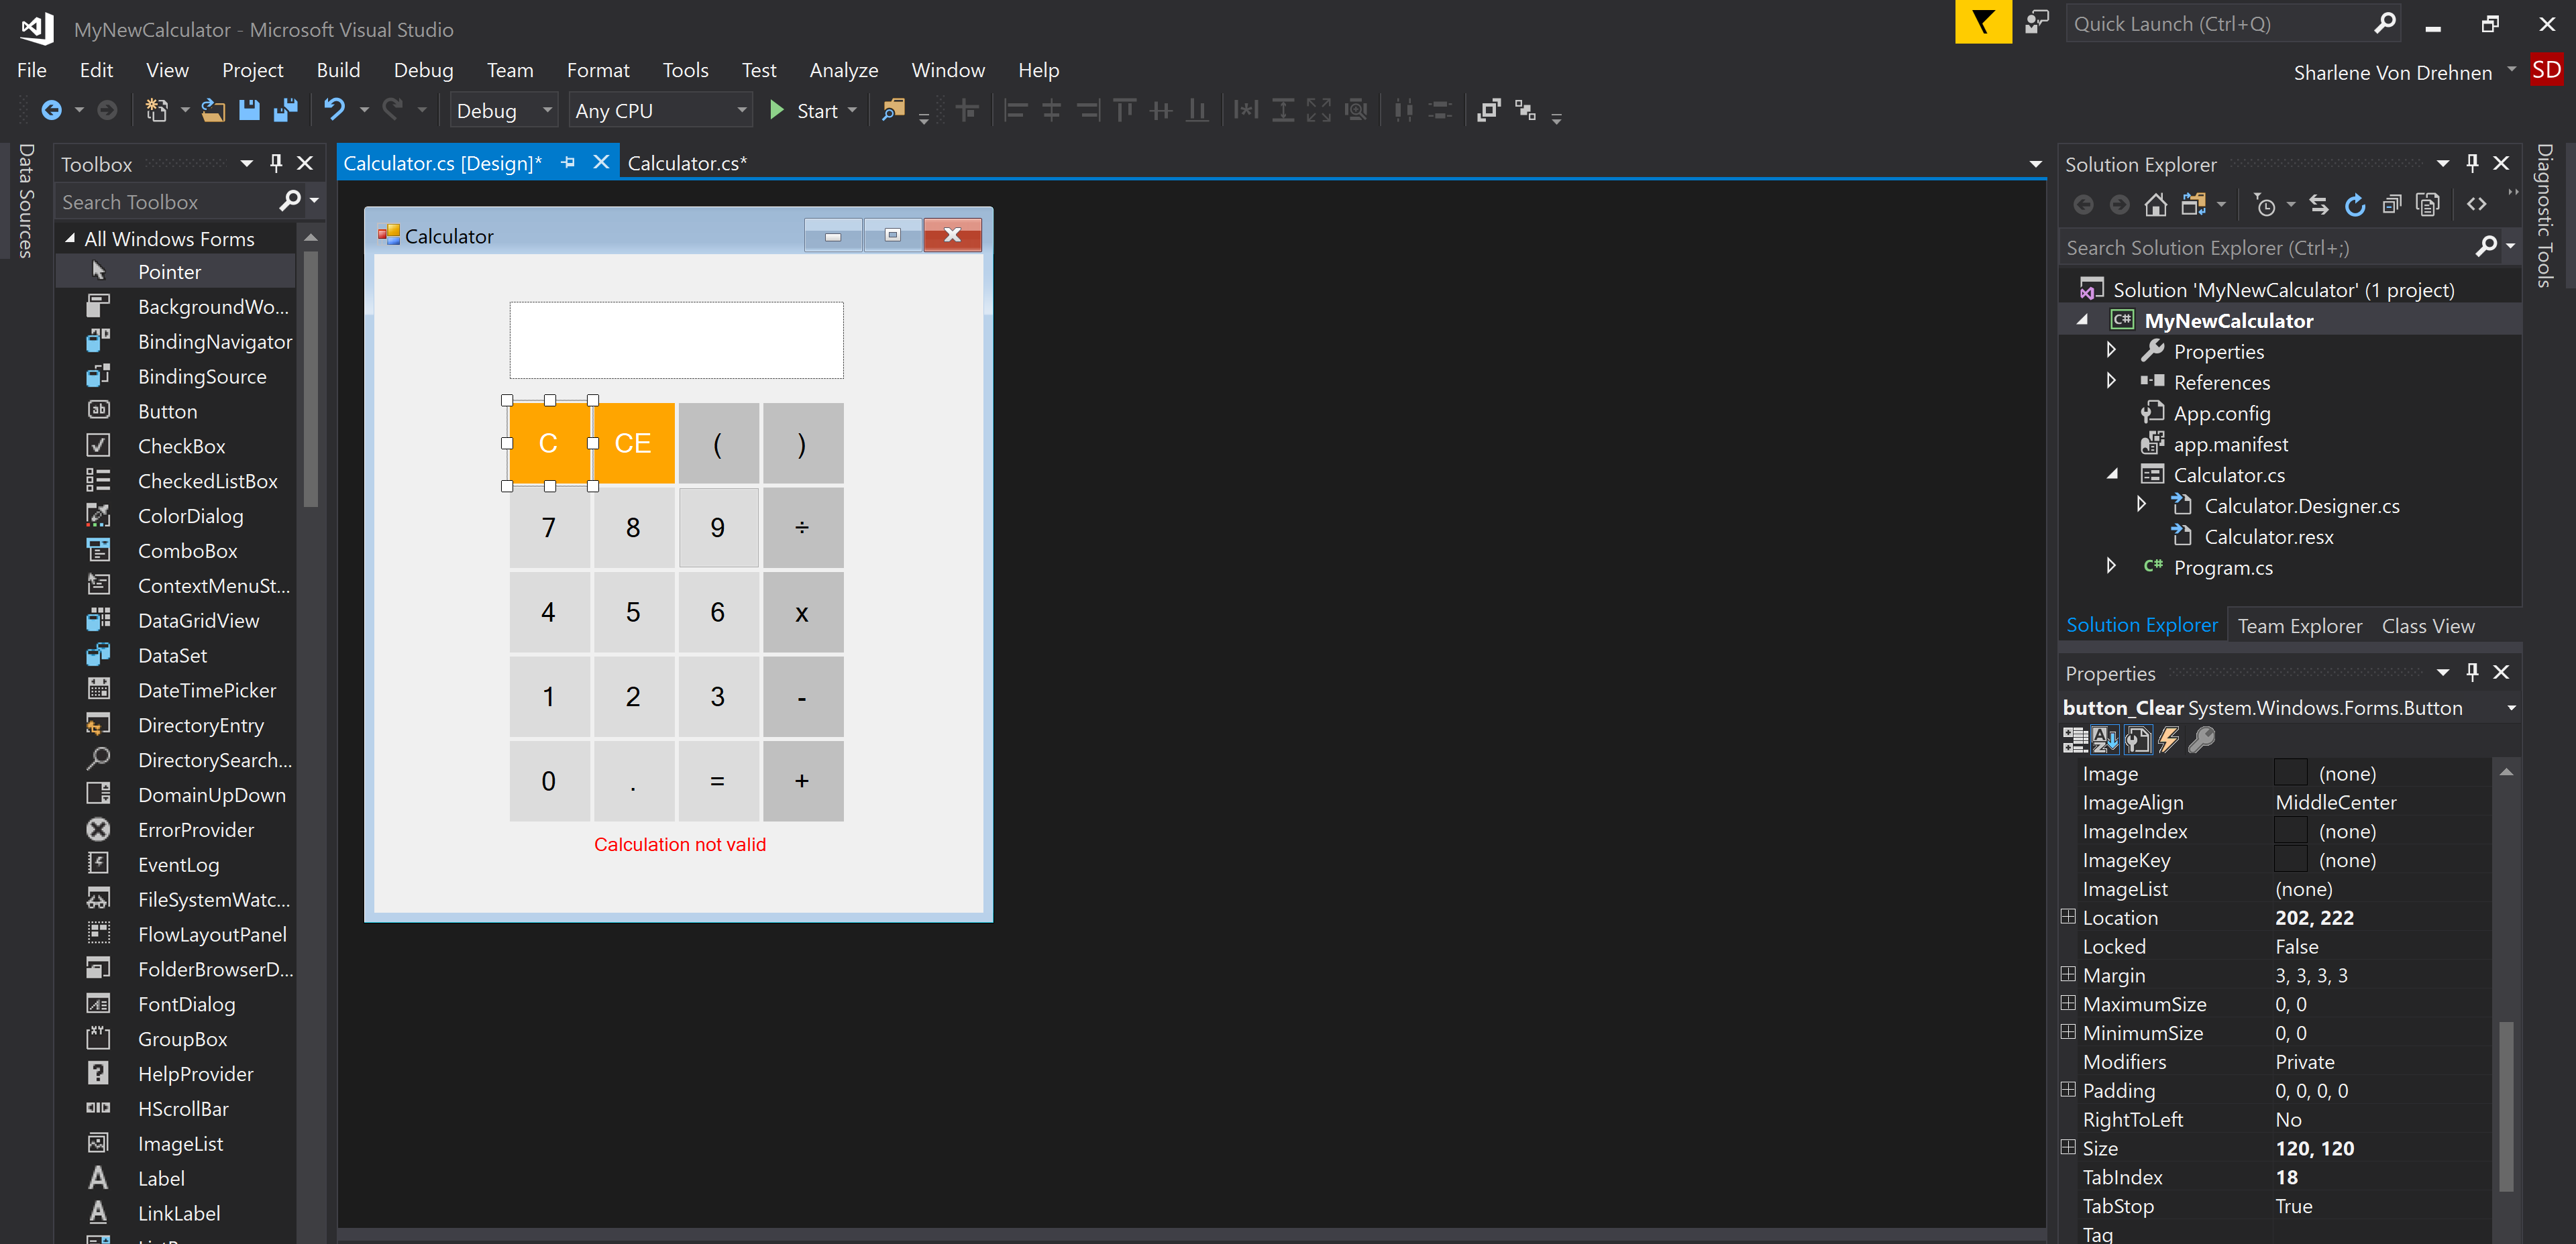 MyNewCalculator - Microsoft Visual Studio
Quick Launch (Ctrl+Q)
File Edit View Project Build Debug Team Format Tools Test Analyze Window Help
Sharlene Von Drehnen SD
Debug Any CPU Start
Data Sources
Toolbox
Search Toolbox
All Windows Forms
Pointer
BackgroundWo...
BindingNavigator
BindingSource
Button
CheckBox
CheckedListBox
ColorDialog
ComboBox
ContextMenuSt...
DataGridView
DataSet
DateTimePicker
DirectoryEntry
DirectorySearch...
DomainUpDown
ErrorProvider
EventLog
FileSystemWatc...
FlowLayoutPanel
FolderBrowserD...
FontDialog
GroupBox
HelpProvider
HScrollBar
ImageList
Label
LinkLabel
Calculator.cs [Design]* Calculator.cs*
Calculator
C CE ( )
7 8 9 ÷
4 5 6 x
1 2 3 -
0 . = +
Calculation not valid
Solution Explorer
Search Solution Explorer (Ctrl+;)
Solution 'MyNewCalculator' (1 project)
C# MyNewCalculator
Properties
References
App.config
app.manifest
Calculator.cs
Calculator.Designer.cs
Calculator.resx
C# Program.cs
Solution Explorer Team Explorer Class View
Properties
button_Clear System.Windows.Forms.Button
Image (none)
ImageAlign MiddleCenter
ImageIndex (none)
ImageKey (none)
ImageList (none)
Location 202, 222
Locked False
Margin 3, 3, 3, 3
MaximumSize 0, 0
MinimumSize 0, 0
Modifiers Private
Padding 0, 0, 0, 0
RightToLeft No
Size 120, 120
TabIndex 18
TabStop True
Tag
Diagnostic Tools